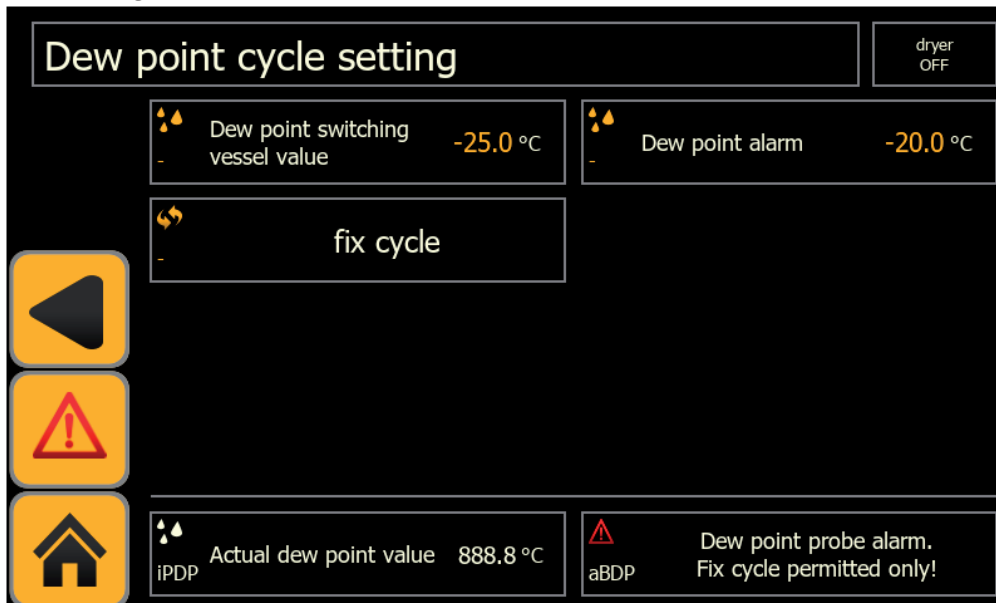 Dew point cycle setting
dryer
OFF
Dew point switching
vessel value
-25.0 °C
-
Dew point alarm
-20.0 °C
-
fix cycle
-
Actual dew point value 888.8 °C
iPDP
Dew point probe alarm.
Fix cycle permitted only!
aBDP